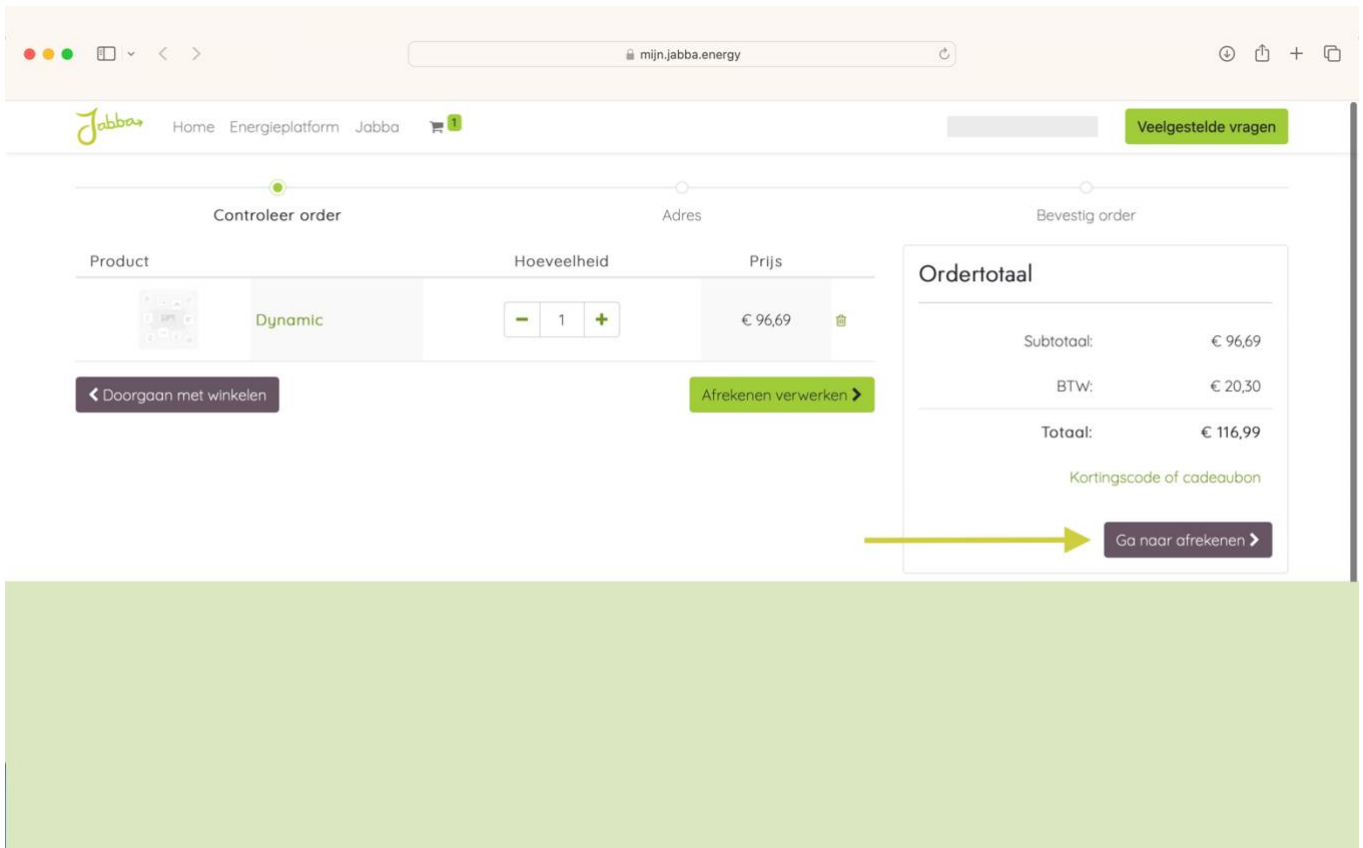 mijn.jabba.energy
Jabba Home Energieplatform Jabba 1
Veelgestelde vragen
Controleer order Adres Bevestig order
Product Hoeveelheid Prijs
Dynamic 1 € 96,69
Doorgaan met winkelen Afrekenen verwerken
Ordertotaal
Subtotaal: € 96,69
BTW: € 20,30
Totaal: € 116,99
Kortingscode of cadeaubon
Ga naar afrekenen